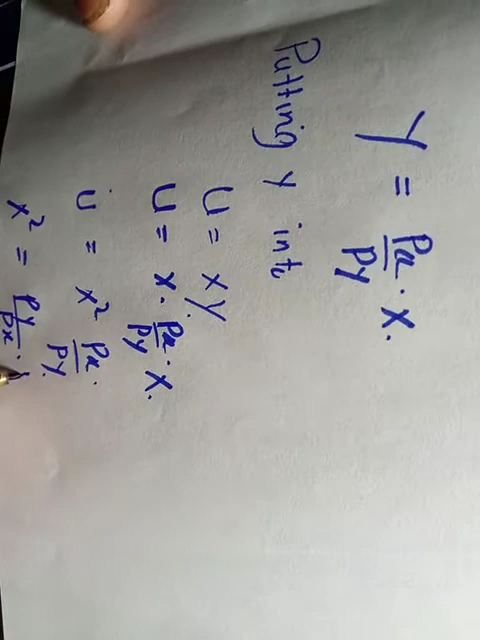 Y = Px/Py · X.
Putting Y into
U = XY.
U = X · Px/Py · X.
U = X² Px/Py.
X² = Py/Px ·